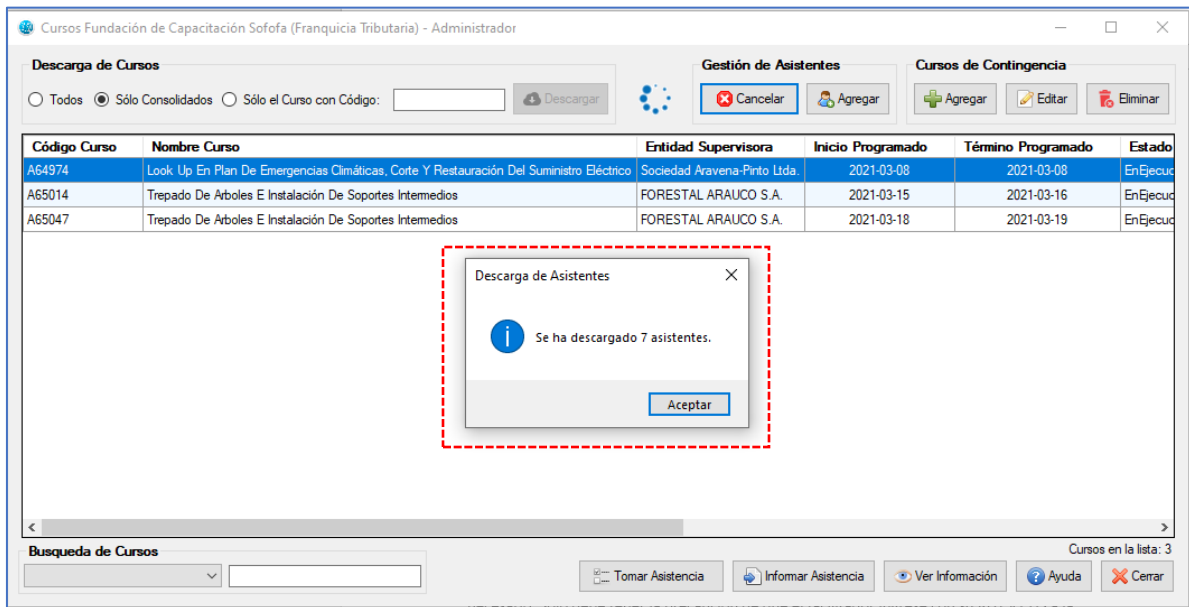 Cursos Fundación de Capacitación Sofofa (Franquicia Tributaria) - Administrador
Descarga de Cursos
Gestión de Asistentes
Cursos de Contingencia
Todos Sólo Consolidados Sólo el Curso con Código: Descargar
Cancelar Agregar
Agregar Editar Eliminar
Código Curso Nombre Curso Entidad Supervisora Inicio Programado Término Programado Estado
A64974 Look Up En Plan De Emergencias Climáticas, Corte Y Restauración Del Suministro Eléctrico Sociedad Aravena-Pinto Ltda. 2021-03-08 2021-03-08 EnEjecuc
A65014 Trepado De Arboles E Instalación De Soportes Intermedios FORESTAL ARAUCO S.A. 2021-03-15 2021-03-16 EnEjecuc
A65047 Trepado De Arboles E Instalación De Soportes Intermedios FORESTAL ARAUCO S.A. 2021-03-18 2021-03-19 EnEjecuc
Descarga de Asistentes
Se ha descargado 7 asistentes.
Aceptar
Busqueda de Cursos
Cursos en la lista: 3
Tomar Asistencia Informar Asistencia Ver Información Ayuda Cerrar